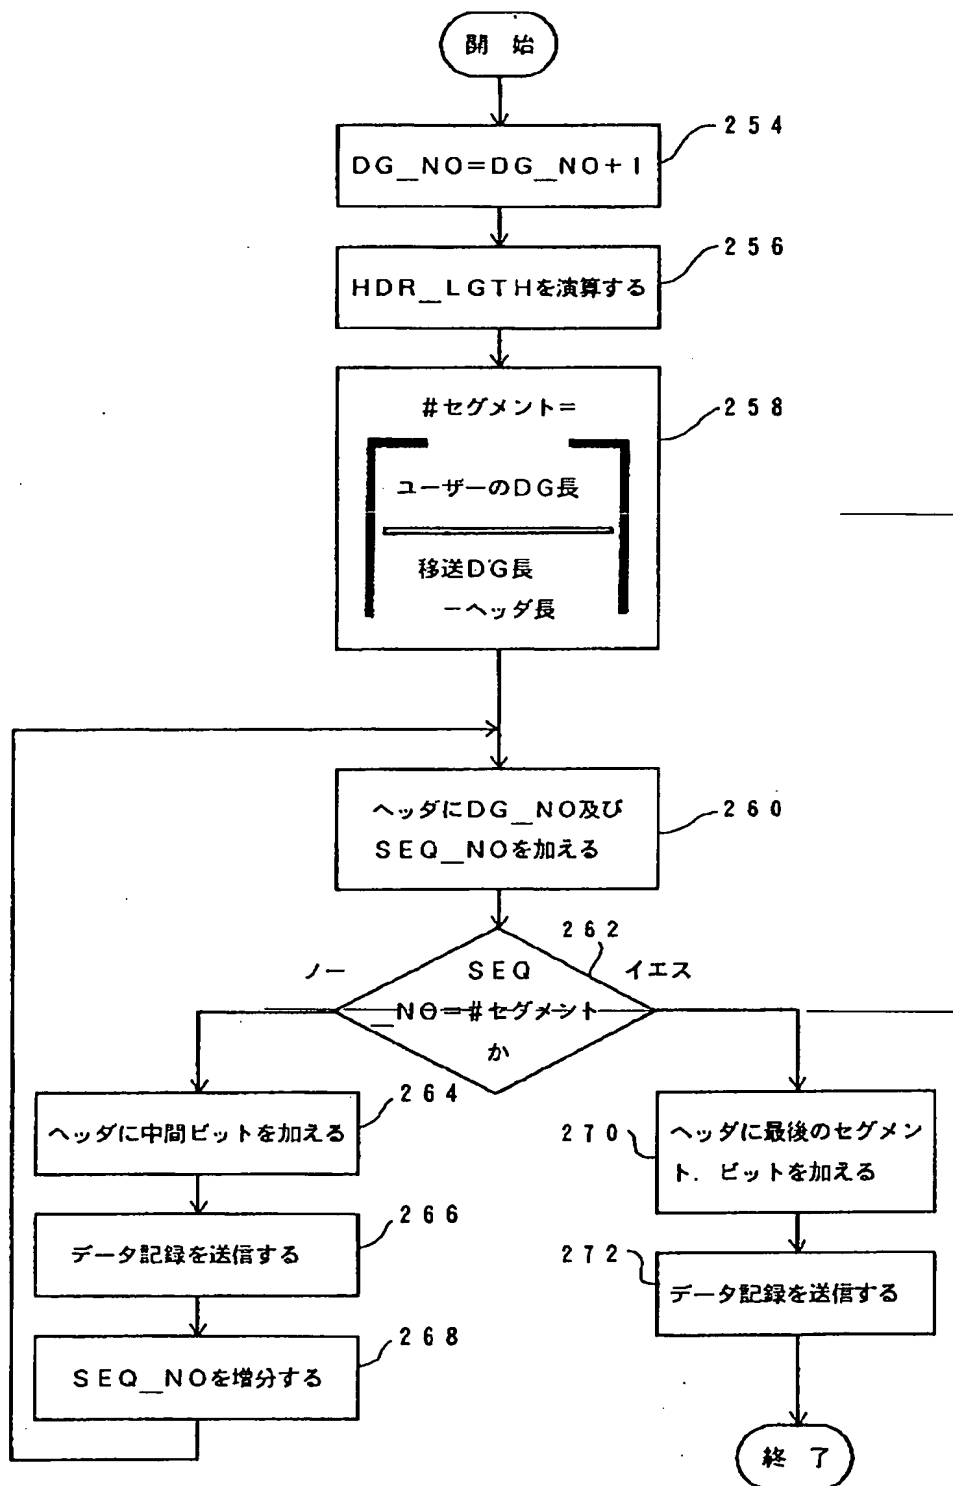 開 始
254
DG_NO=DG_NO+1
256
HDR_LGTHを演算する
258
#セグメント=
ユーザーのDG長
移送DG長
-ヘッダ長
260
ヘッダにDG_NO及び
SEQ_NOを加える
262
ノー
イエス
SEQ
_NO=#セグメント
か
264
ヘッダに中間ビットを加える
266
データ記録を送信する
268
SEQ_NOを増分する
270
ヘッダに最後のセグメン
ト．ビットを加える
272
データ記録を送信する
終 了